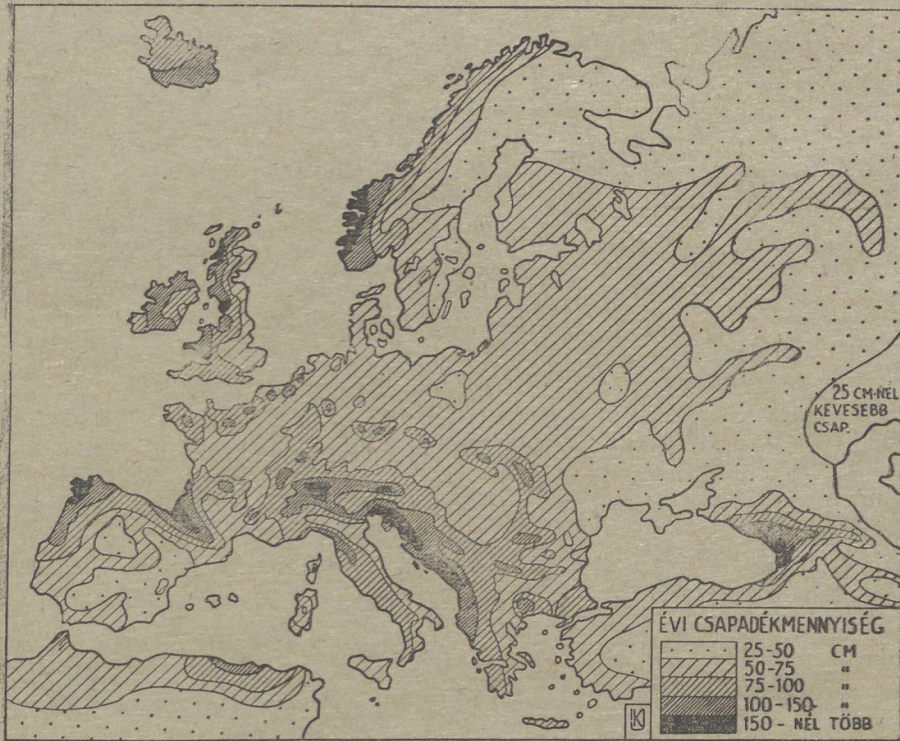 25 CM-NÉL
KEVESEBB
CSAP.
ÉVI CSAPADÉKMENNYISÉG
25-50 CM
50-75 "
75-100 "
100-150- "
150 - NÉL TÖBB